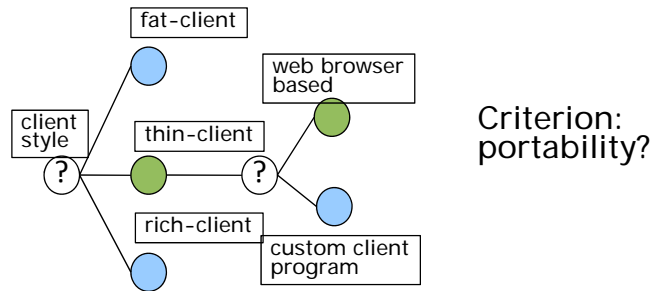 fat-client
web browser
based
client
style
thin-client
Criterion:
portability?
?
?
rich-client
custom client
program